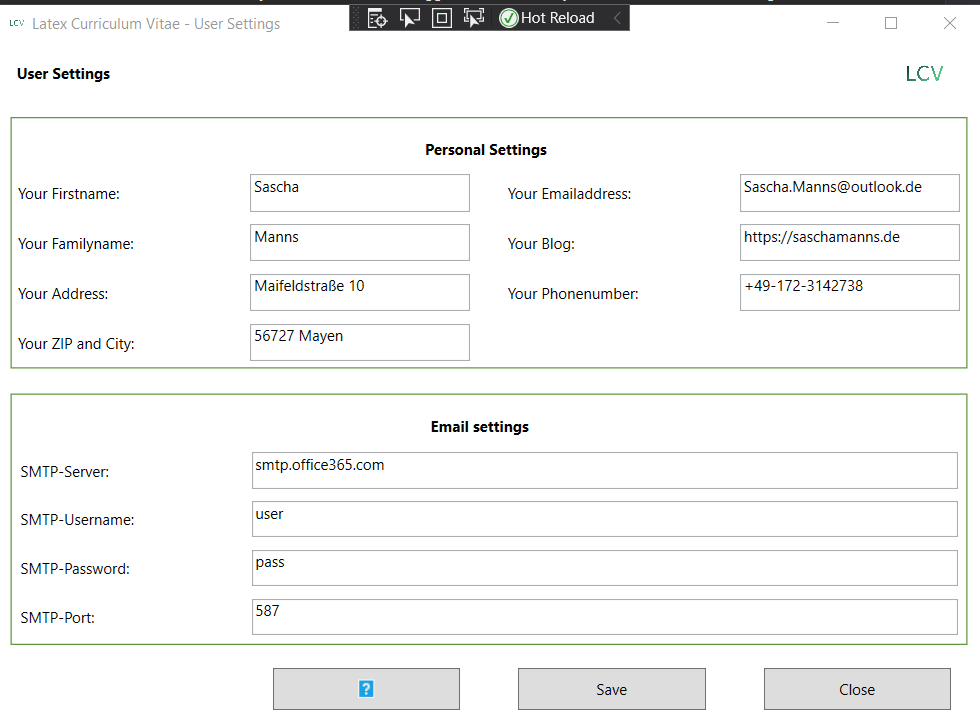 LCV Latex Curriculum Vitae - User Settings
Hot Reload
User Settings
LCV
Personal Settings
Your Firstname: Sascha Your Emailaddress: Sascha.Manns@outlook.de
Your Familyname: Manns Your Blog: https://saschamanns.de
Your Address: Maifeldstraße 10 Your Phonenumber: +49-172-3142738
Your ZIP and City: 56727 Mayen
Email settings
SMTP-Server: smtp.office365.com
SMTP-Username: user
SMTP-Password: pass
SMTP-Port: 587
? Save Close